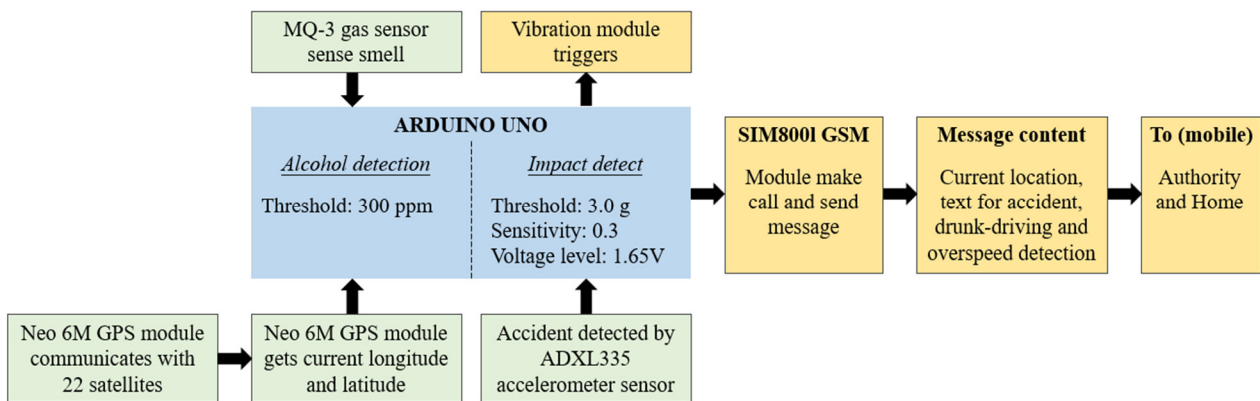 MQ-3 gas sensor
sense smell
Vibration module
triggers
ARDUINO UNO
Alcohol detection
Threshold: 300 ppm
Impact detect
Threshold: 3.0 g
Sensitivity: 0.3
Voltage level: 1.65V
SIM800l GSM
Module make
call and send
message
Message content
Current location,
text for accident,
drunk-driving and
overspeed detection
To (mobile)
Authority
and Home
Neo 6M GPS module
communicates with
22 satellites
Neo 6M GPS module
gets current longitude
and latitude
Accident detected by
ADXL335
accelerometer sensor